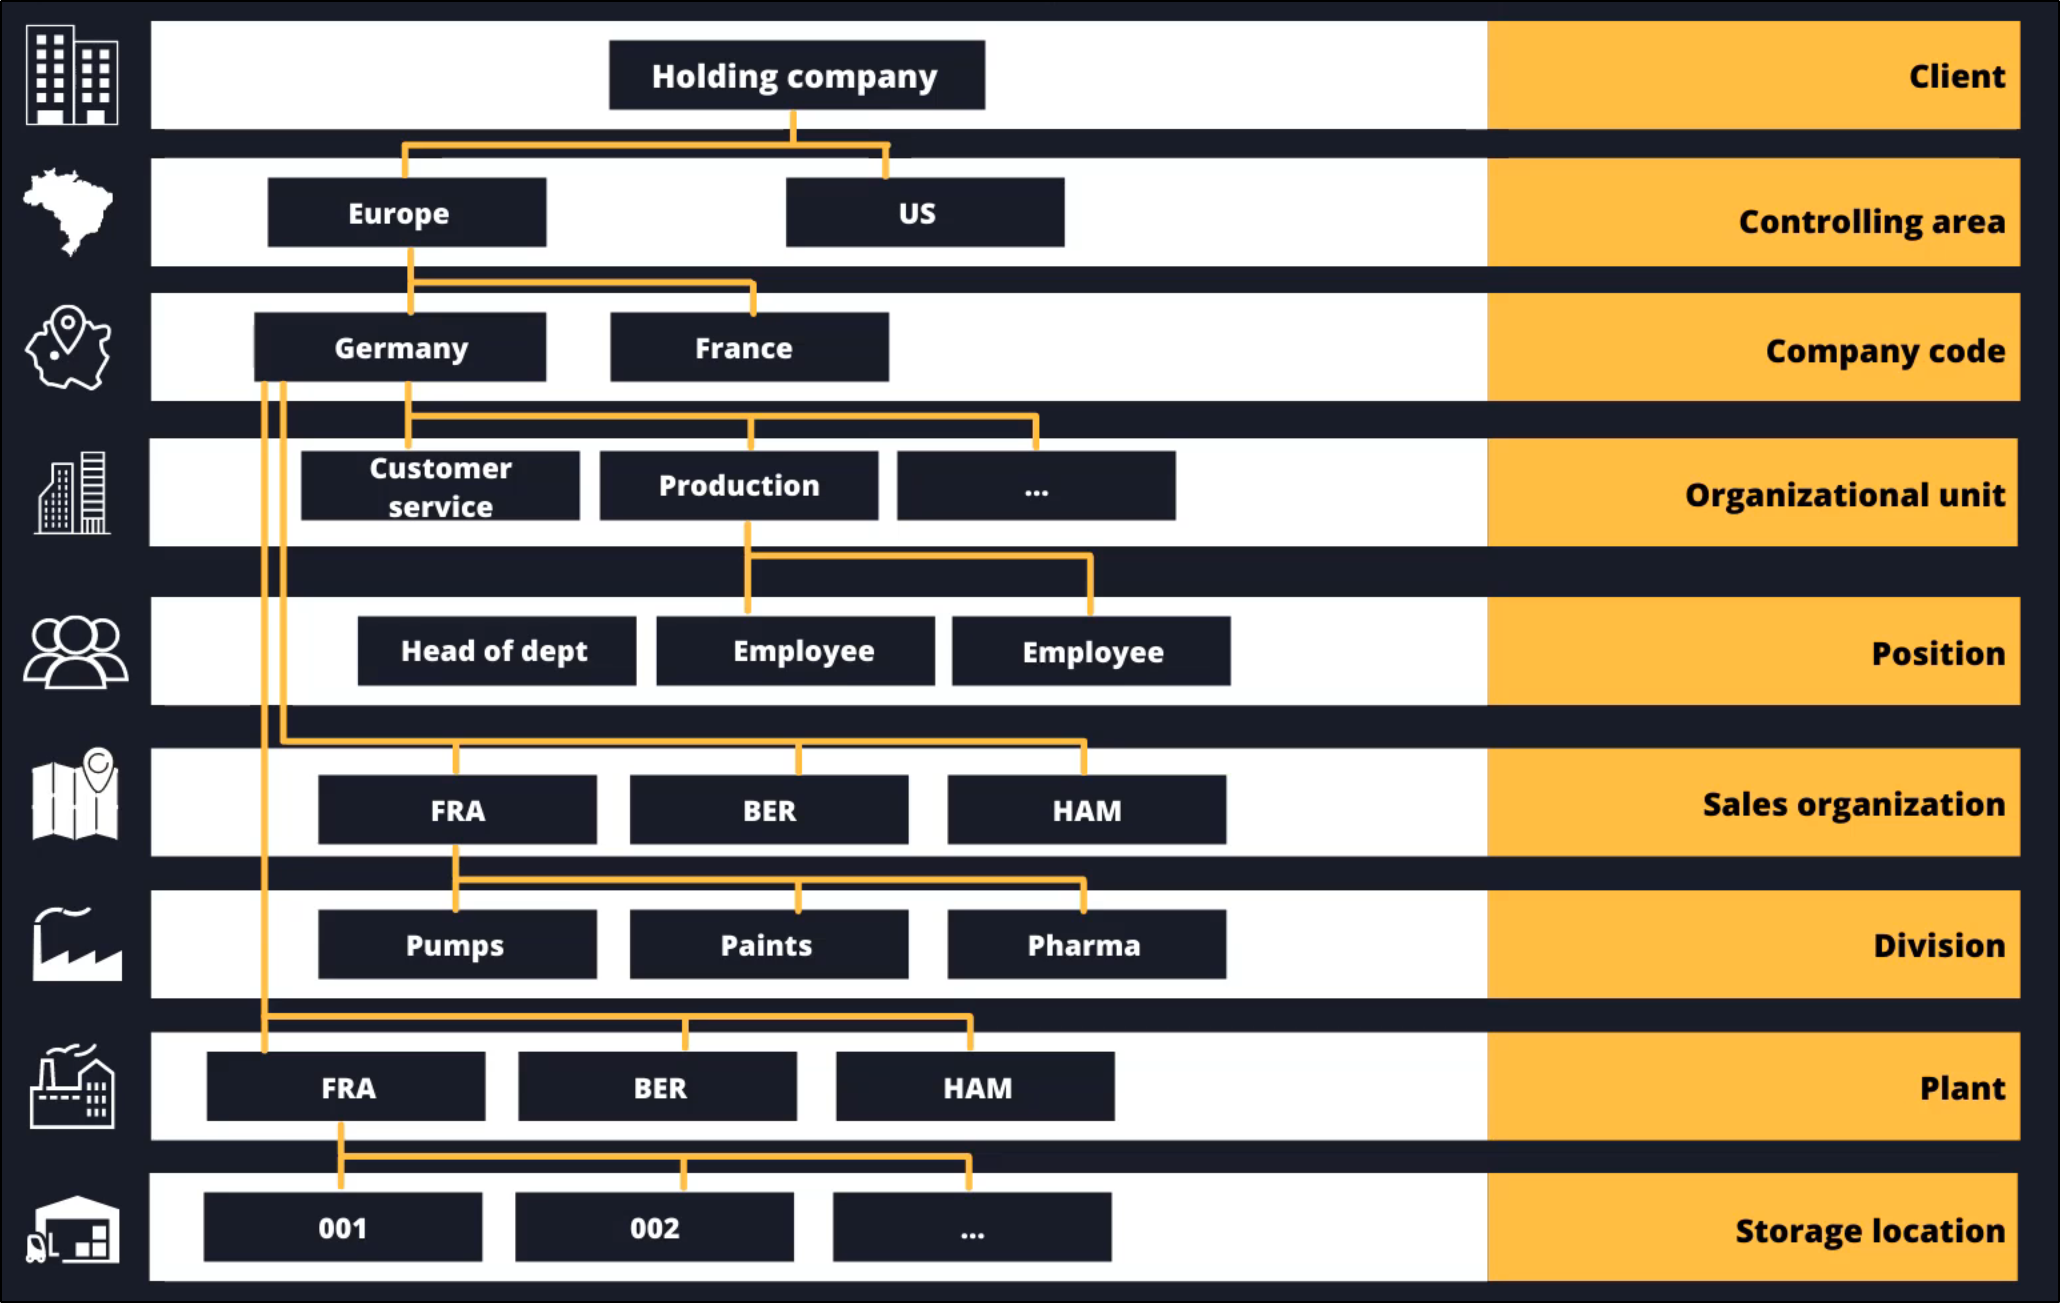 Holding company
Client
Europe
US
Controlling area
Germany
France
Company code
Customer
service
Production
...
Organizational unit
Head of dept
Employee
Employee
Position
FRA
BER
HAM
Sales organization
Pumps
Paints
Pharma
Division
FRA
BER
HAM
Plant
001
002
...
Storage location